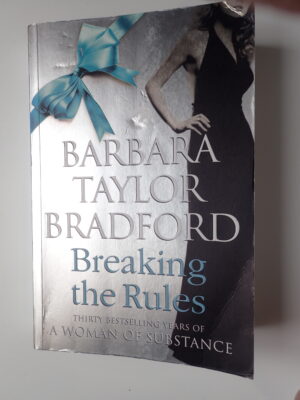 BARBARA
TAYLOR
BRADFORD
Breaking
the Rules
THIRTY BESTSELLING YEARS OF
A WOMAN OF SUBSTANCE